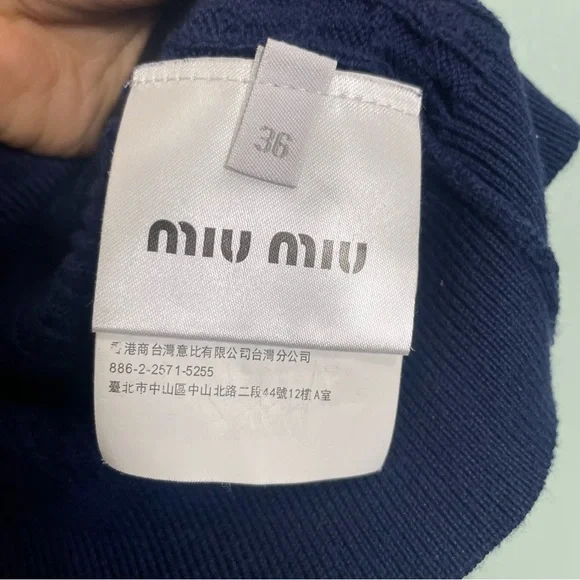 36
miu miu
香港商台灣意比有限公司台灣分公司
886-2-2571-5255
臺北市中山區中山北路二段44號12樓A室